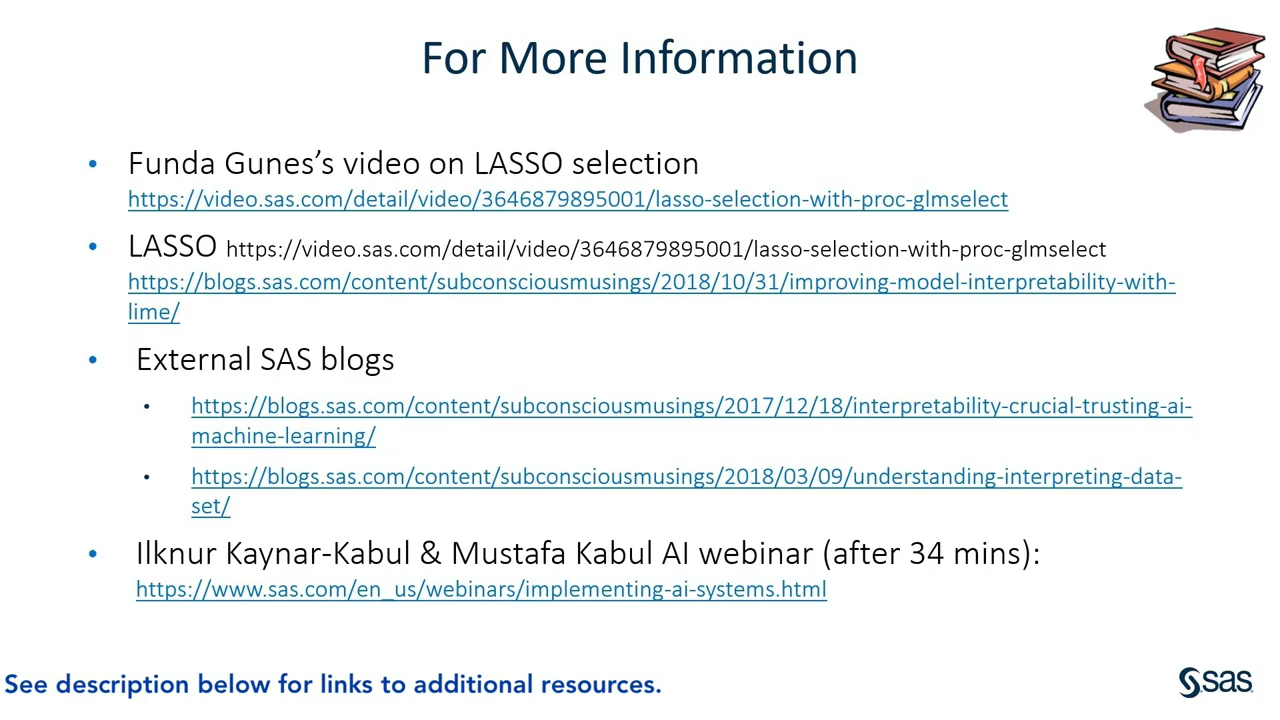 For More Information
• Funda Gunes’s video on LASSO selection
https://video.sas.com/detail/video/3646879895001/lasso-selection-with-proc-glmselect
• LASSO https://video.sas.com/detail/video/3646879895001/lasso-selection-with-proc-glmselect
https://blogs.sas.com/content/subconsciousmusings/2018/10/31/improving-model-interpretability-with-
lime/
• External SAS blogs
• https://blogs.sas.com/content/subconsciousmusings/2017/12/18/interpretability-crucial-trusting-ai-
machine-learning/
• https://blogs.sas.com/content/subconsciousmusings/2018/03/09/understanding-interpreting-data-
set/
• Ilknur Kaynar-Kabul & Mustafa Kabul AI webinar (after 34 mins):
https://www.sas.com/en_us/webinars/implementing-ai-systems.html
See description below for links to additional resources.
sas